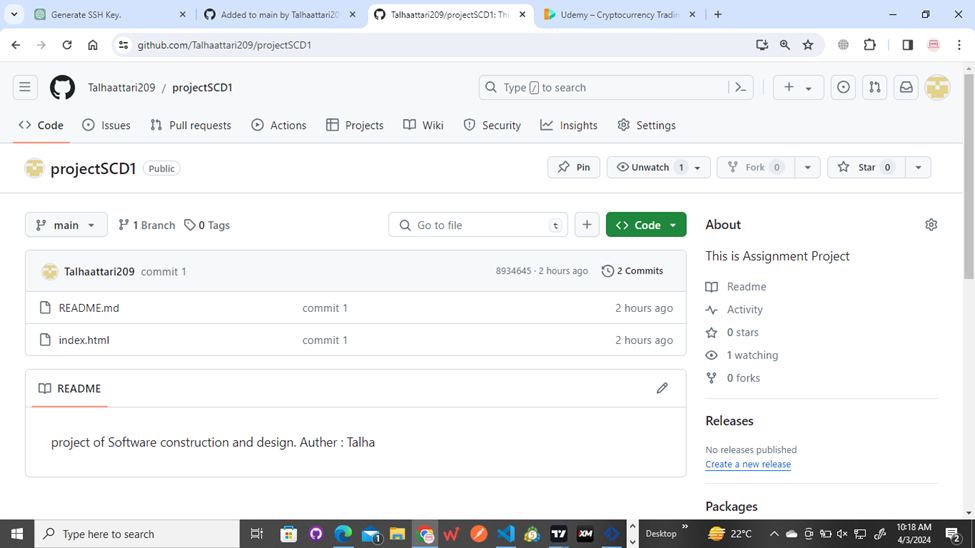 Generate SSH Key.
Added to main by Talhaattari209
Talhaattari209/projectSCD1: Thi
Udemy – Cryptocurrency Tradin
github.com/Talhaattari209/projectSCD1
Talhaattari209 / projectSCD1
Type / to search
Code Issues Pull requests Actions Projects Wiki Security Insights Settings
projectSCD1 Public
Pin Unwatch 1 Fork 0 Star 0
main 1 Branch 0 Tags Go to file t Code
About
This is Assignment Project
Talhaattari209 commit 1 8934645 · 2 hours ago 2 Commits
README.md commit 1 2 hours ago
index.html commit 1 2 hours ago
Readme
Activity
0 stars
1 watching
0 forks
README
project of Software construction and design. Auther : Talha
Releases
No releases published
Create a new release
Packages
Type here to search
1
XM
Desktop
22°C
10:18 AM
4/3/2024
2